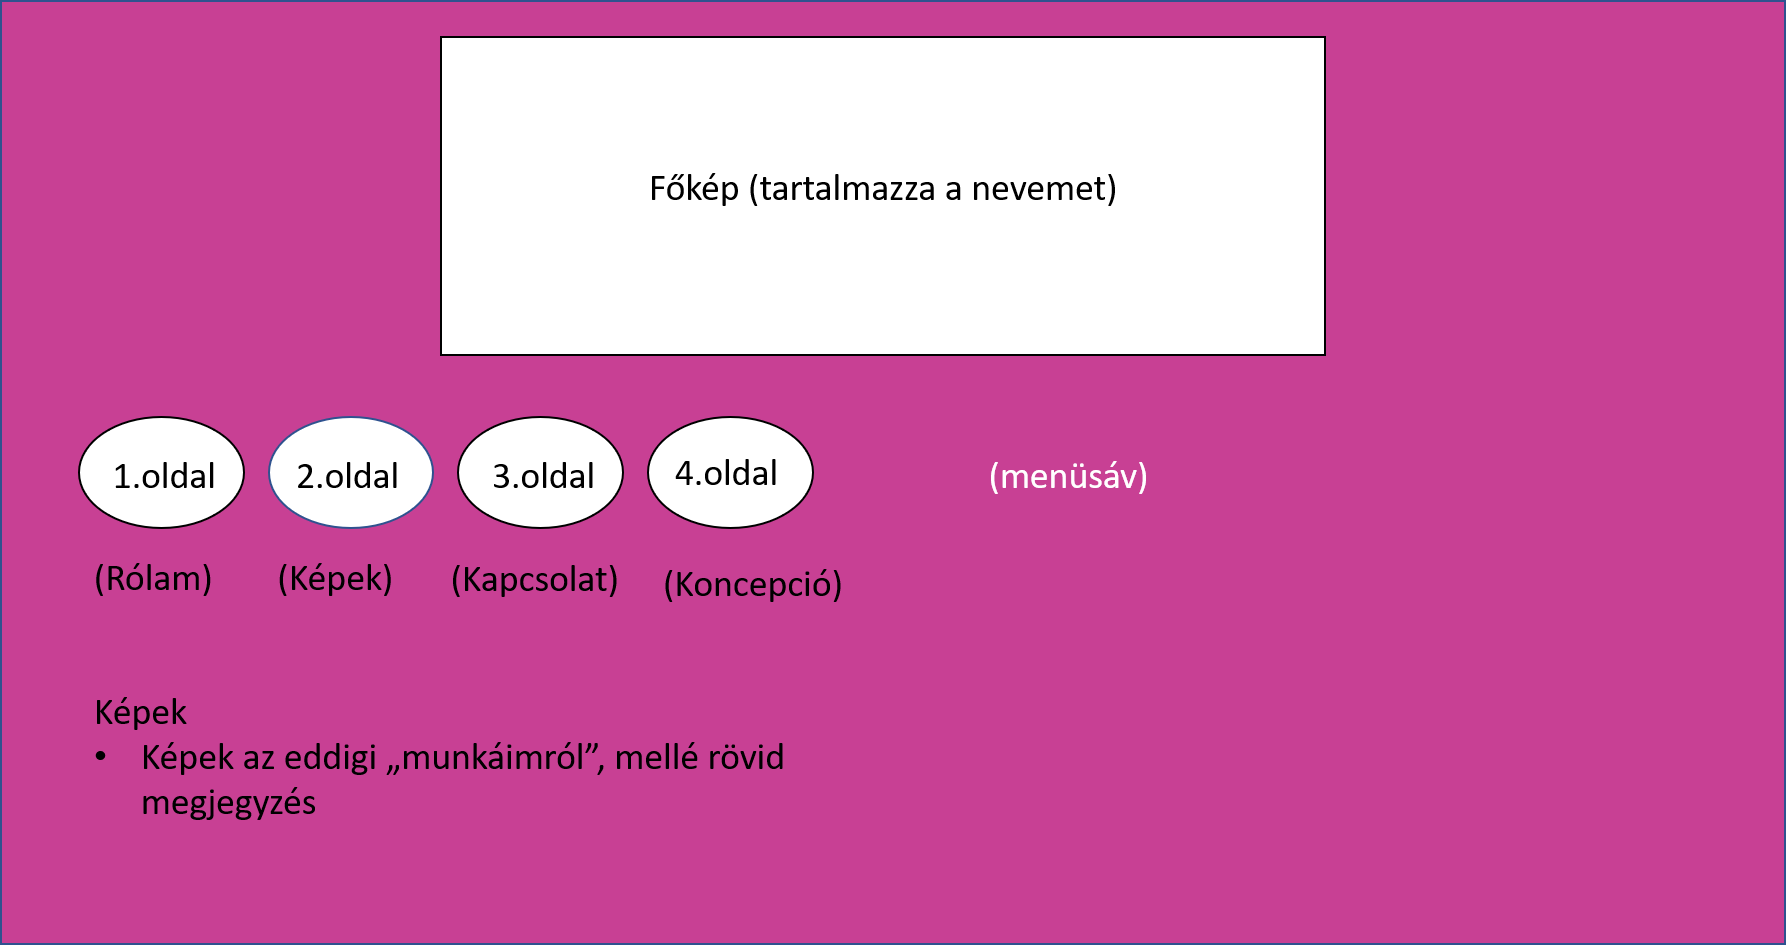 Főkép (tartalmazza a nevemet)
1.oldal
2.oldal
3.oldal
4.oldal
(menüsáv)
(Rólam)
(Képek)
(Kapcsolat)
(Koncepció)
Képek
• Képek az eddigi „munkáimról”, mellé rövid
megjegyzés